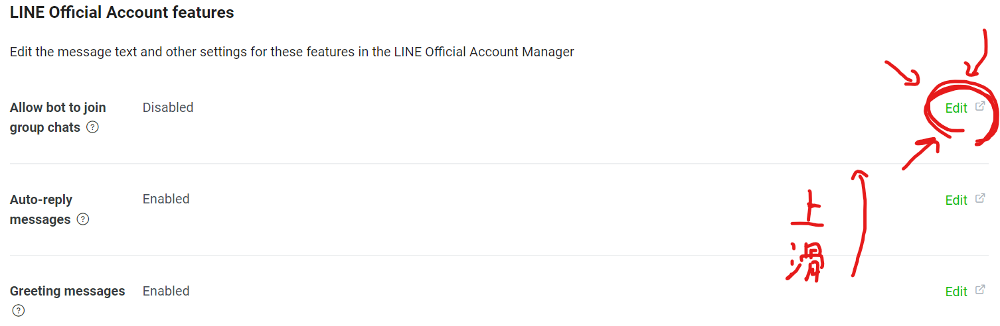 LINE Official Account features
Edit the message text and other settings for these features in the LINE Official Account Manager
Allow bot to join
group chats ?
Disabled
Edit
Auto-reply
messages ?
Enabled
Edit
上
滑
Greeting messages
?
Enabled
Edit